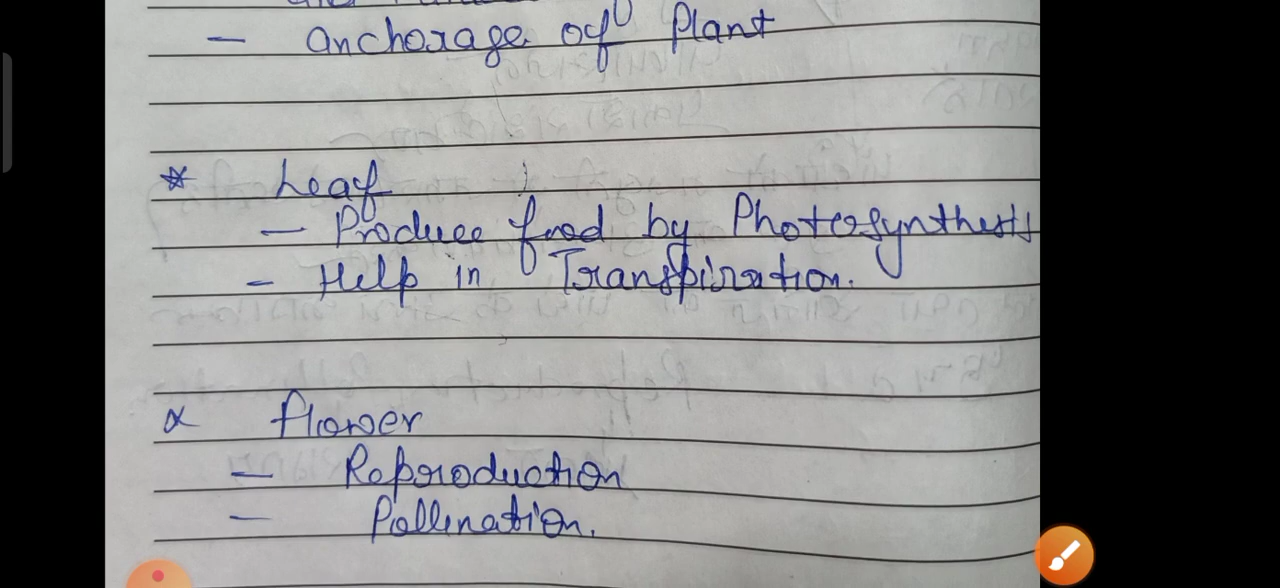 — anchorage of Plant
* Leaf
— Produce food by Photosynthesis
— Help in Transpiration.
× flower
— Reproduction
— Pollination.